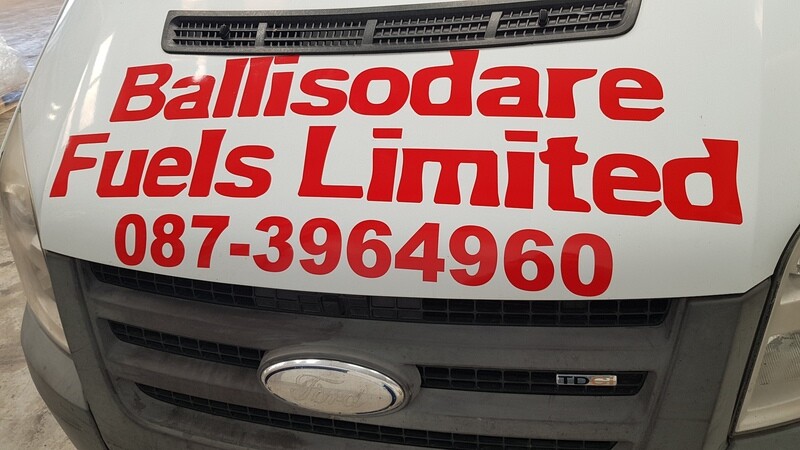 Ballisodare
Fuels Limited
087-3964960
TDCi
Ford